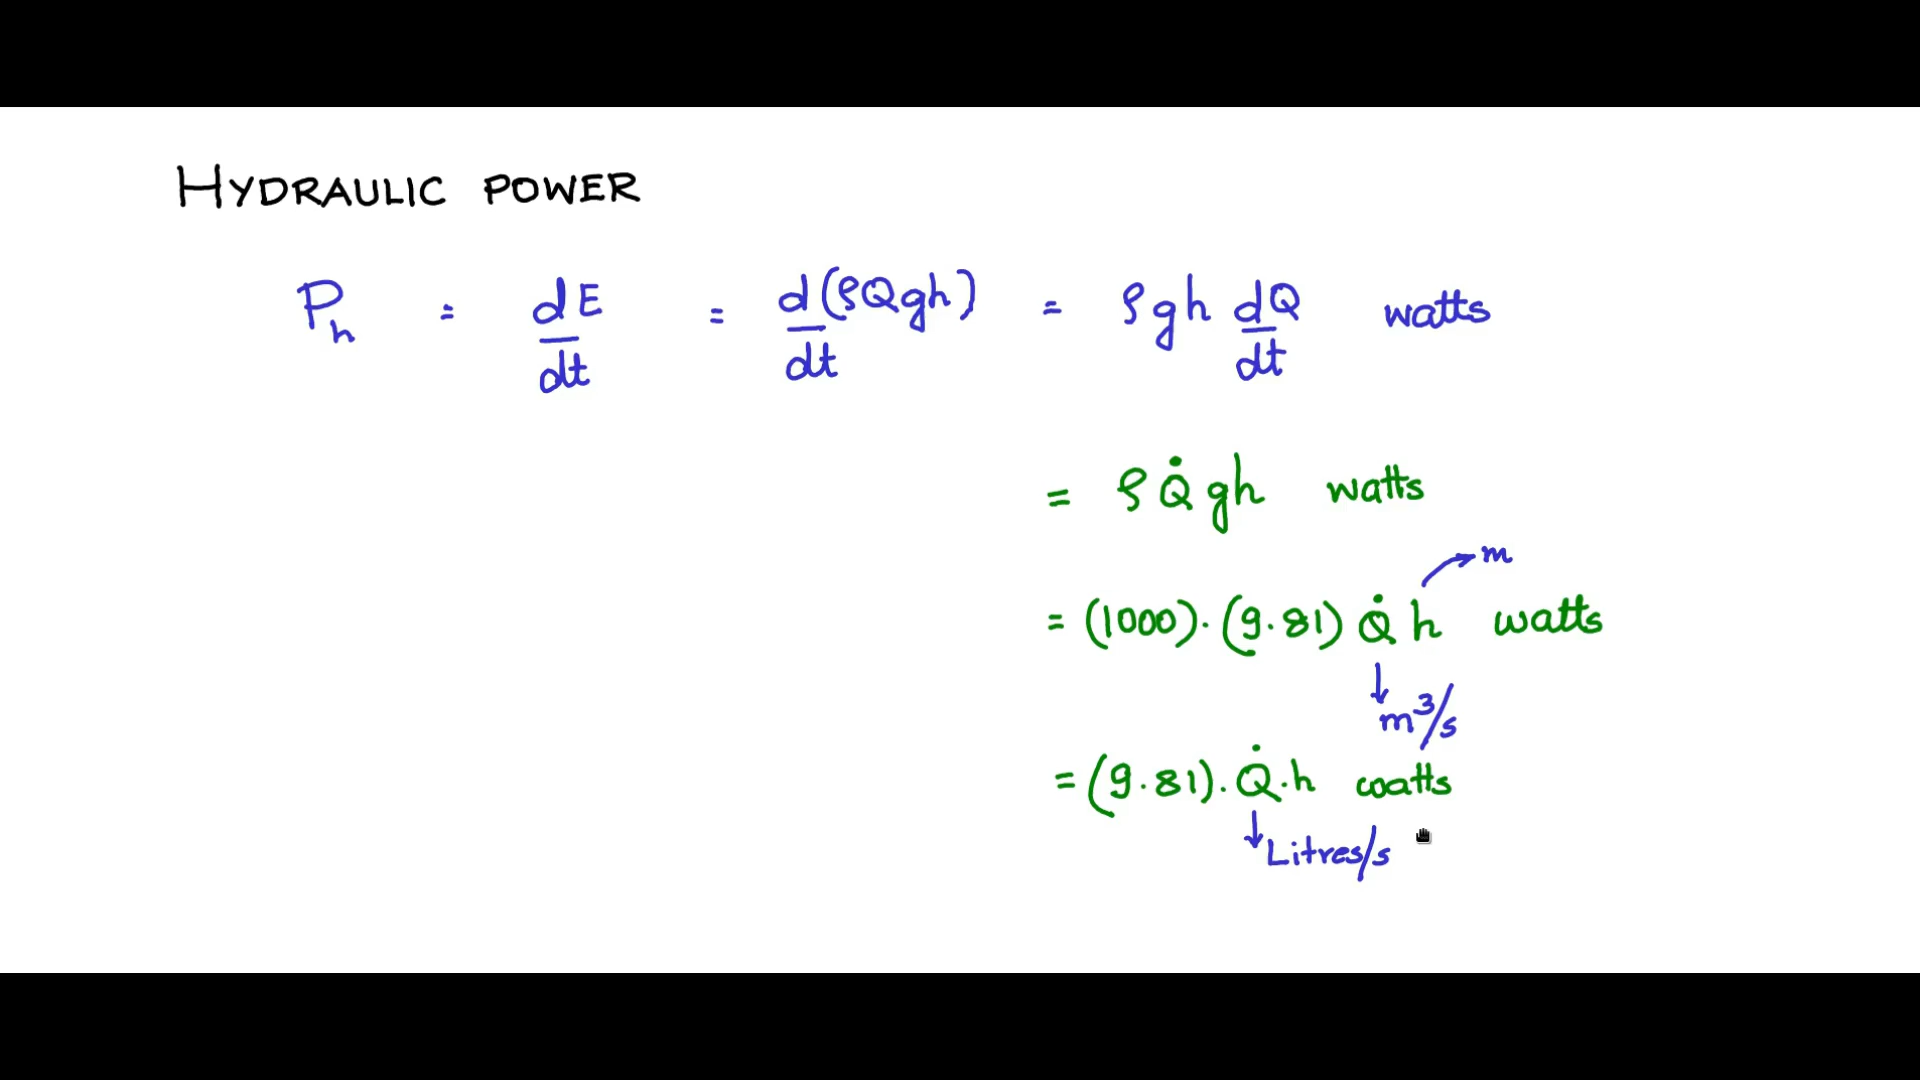 HYDRAULIC POWER
P_h = dE/dt = d(ρQgh)/dt = ρgh dQ/dt watts
= ρQ̇gh watts
→ m
= (1000)·(9.81) Q̇ h watts
↓ m³/s
= (9.81)·Q̇·h watts
↓ Litres/s